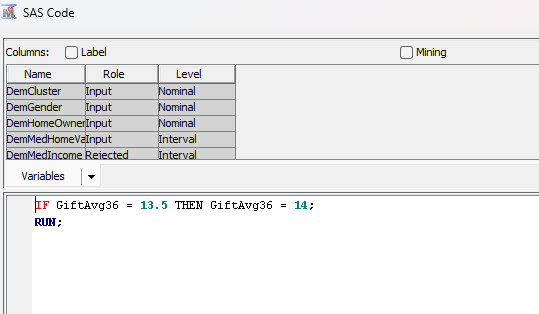 SAS Code
Columns: Label Mining
Name Role Level
DemCluster Input Nominal
DemGender Input Nominal
DemHomeOwner Input Nominal
DemMedHomeVa Input Interval
DemMedIncome Rejected Interval
Variables
IF GiftAvg36 = 13.5 THEN GiftAvg36 = 14;
RUN;